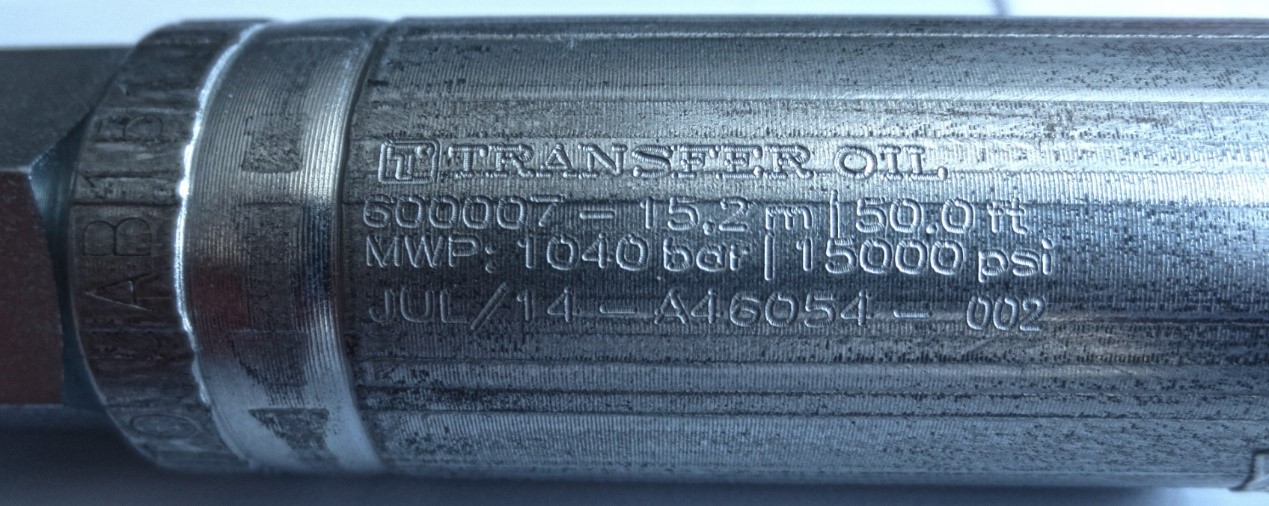 TRANSFER OIL
600007 – 15,2 m | 50.0 ft
MWP: 1040 bar | 15000 psi
JUL/14 – A46054 – 002